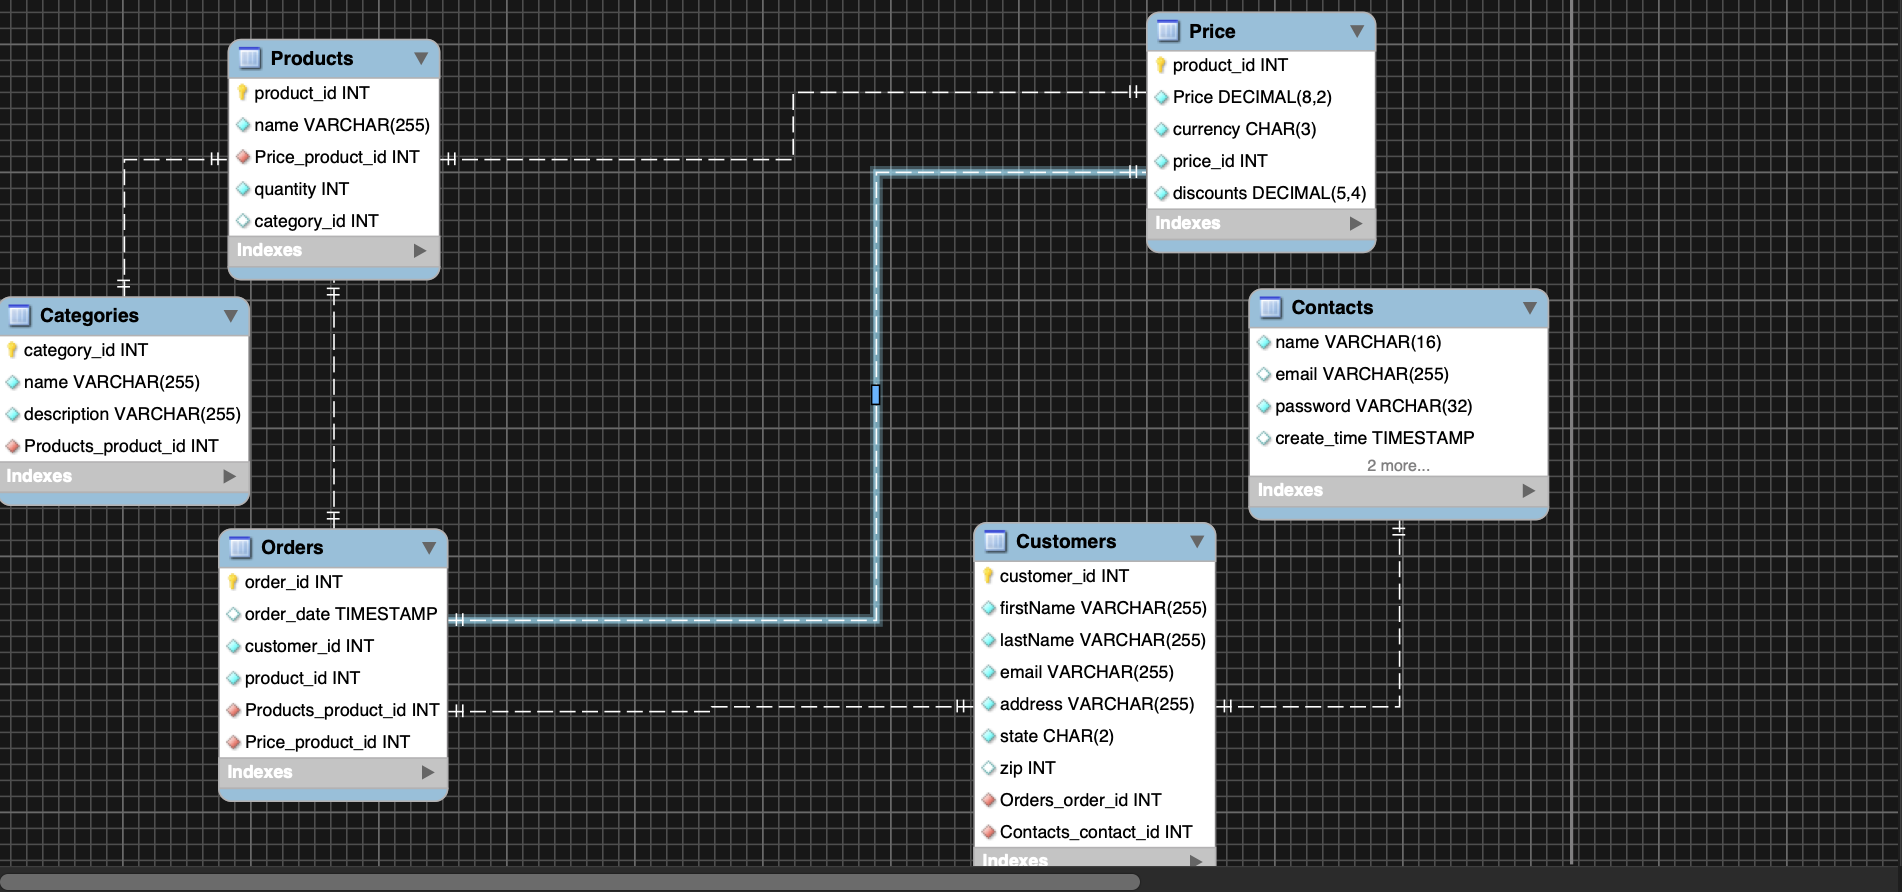 Products
product_id INT
name VARCHAR(255)
Price_product_id INT
quantity INT
category_id INT
Indexes
Price
product_id INT
Price DECIMAL(8,2)
currency CHAR(3)
price_id INT
discounts DECIMAL(5,4)
Indexes
Categories
category_id INT
name VARCHAR(255)
description VARCHAR(255)
Products_product_id INT
Indexes
Contacts
name VARCHAR(16)
email VARCHAR(255)
password VARCHAR(32)
create_time TIMESTAMP
2 more...
Indexes
Orders
order_id INT
order_date TIMESTAMP
customer_id INT
product_id INT
Products_product_id INT
Price_product_id INT
Indexes
Customers
customer_id INT
firstName VARCHAR(255)
lastName VARCHAR(255)
email VARCHAR(255)
address VARCHAR(255)
state CHAR(2)
zip INT
Orders_order_id INT
Contacts_contact_id INT
Indexes